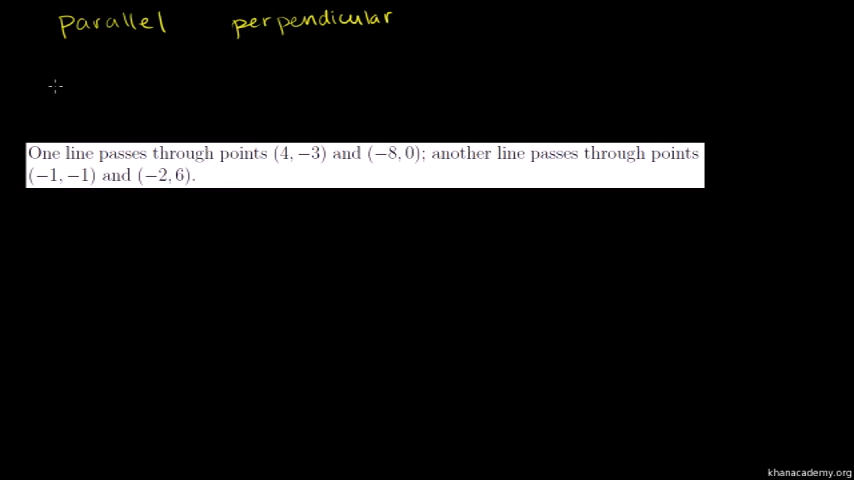 Parallel perpendicular
One line passes through points (4, −3) and (−8, 0); another line passes through points
(−1, −1) and (−2, 6).
khanacademy.org